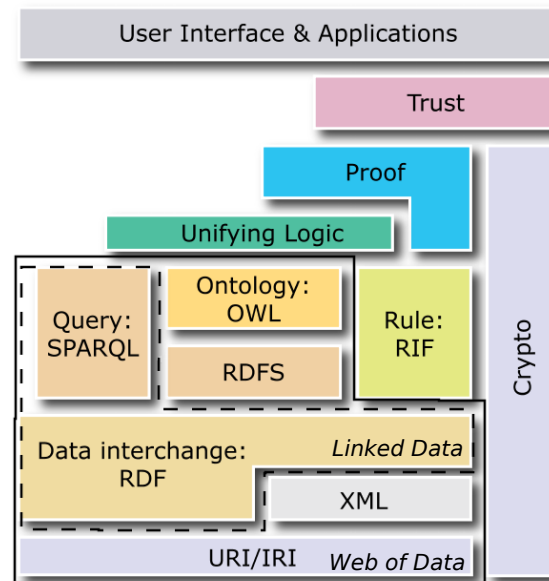 User Interface & Applications
Trust
Proof
Unifying Logic
Ontology:
OWL
Query:
SPARQL
Rule:
RIF
RDFS
Crypto
Data interchange:
RDF
Linked Data
XML
URI/IRI
Web of Data